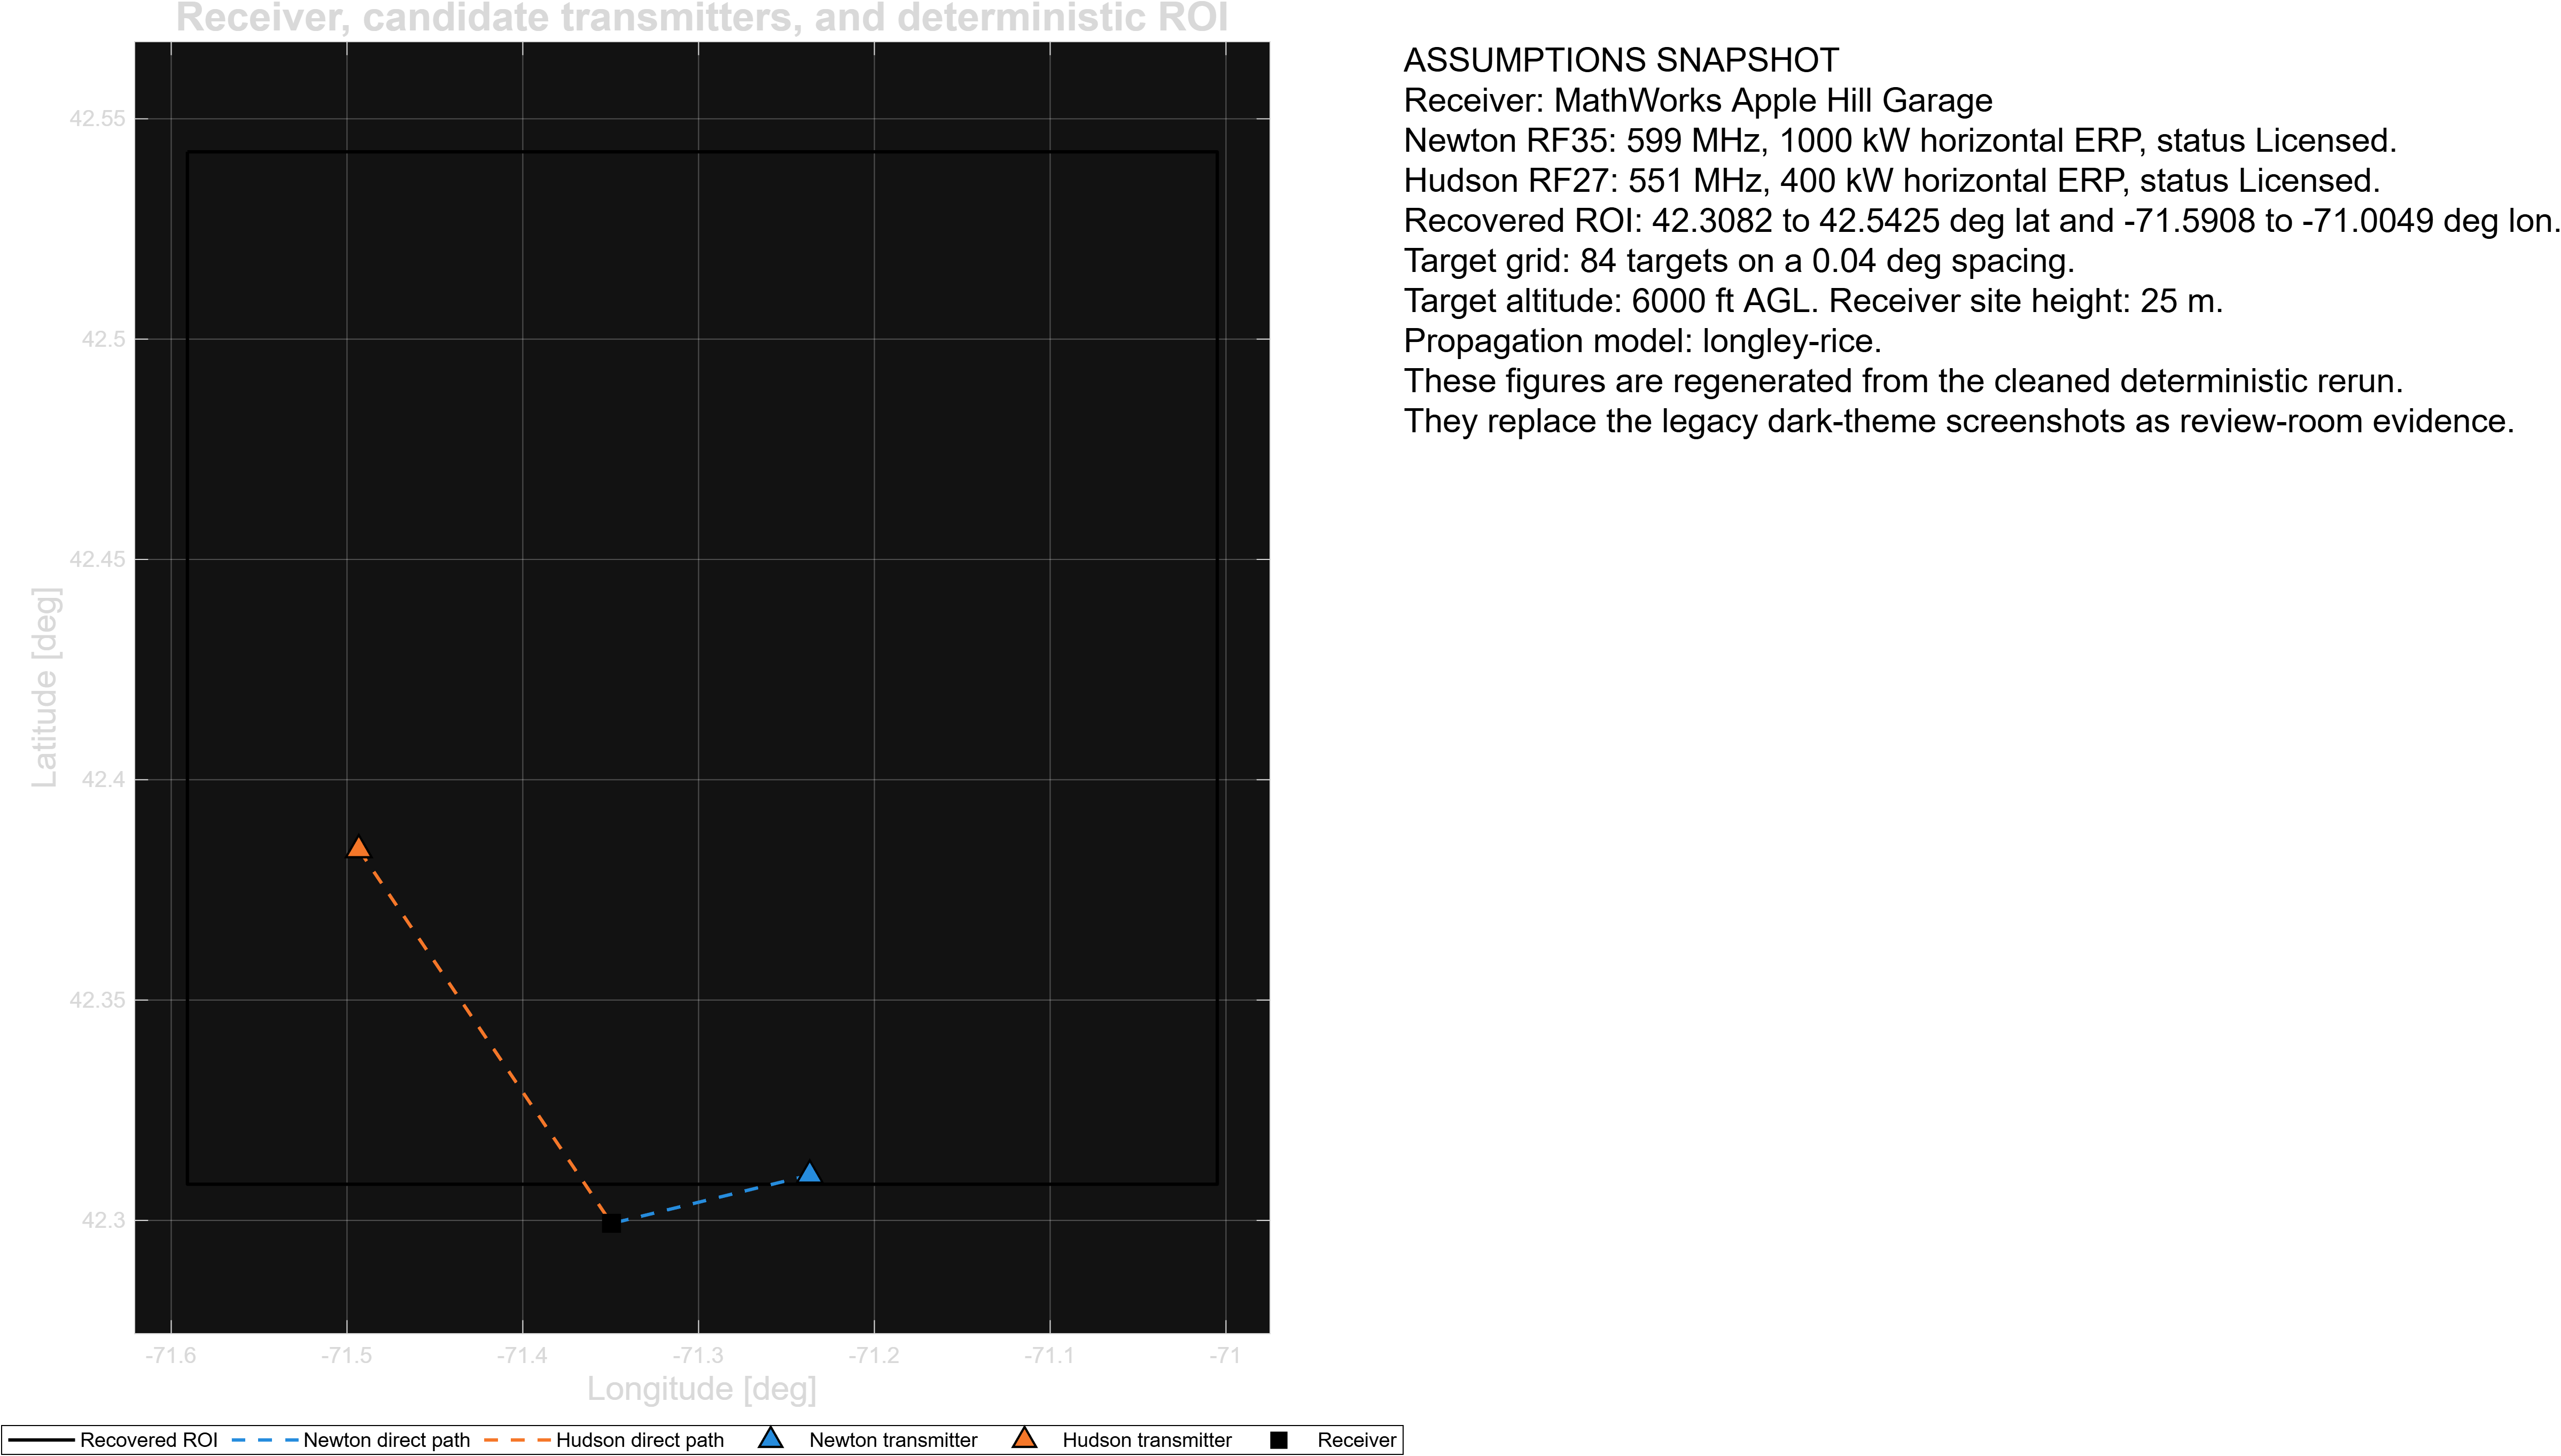 Receiver, candidate transmitters, and deterministic ROI
42.55
42.5
42.45
42.4
42.35
42.3
Latitude [deg]
-71.6
-71.5
-71.4
-71.3
-71.2
-71.1
-71
Longitude [deg]
Recovered ROI
Newton direct path
Hudson direct path
Newton transmitter
Hudson transmitter
Receiver
ASSUMPTIONS SNAPSHOT
Receiver: MathWorks Apple Hill Garage
Newton RF35: 599 MHz, 1000 kW horizontal ERP, status Licensed.
Hudson RF27: 551 MHz, 400 kW horizontal ERP, status Licensed.
Recovered ROI: 42.3082 to 42.5425 deg lat and -71.5908 to -71.0049 deg lon.
Target grid: 84 targets on a 0.04 deg spacing.
Target altitude: 6000 ft AGL. Receiver site height: 25 m.
Propagation model: longley-rice.
These figures are regenerated from the cleaned deterministic rerun.
They replace the legacy dark-theme screenshots as review-room evidence.